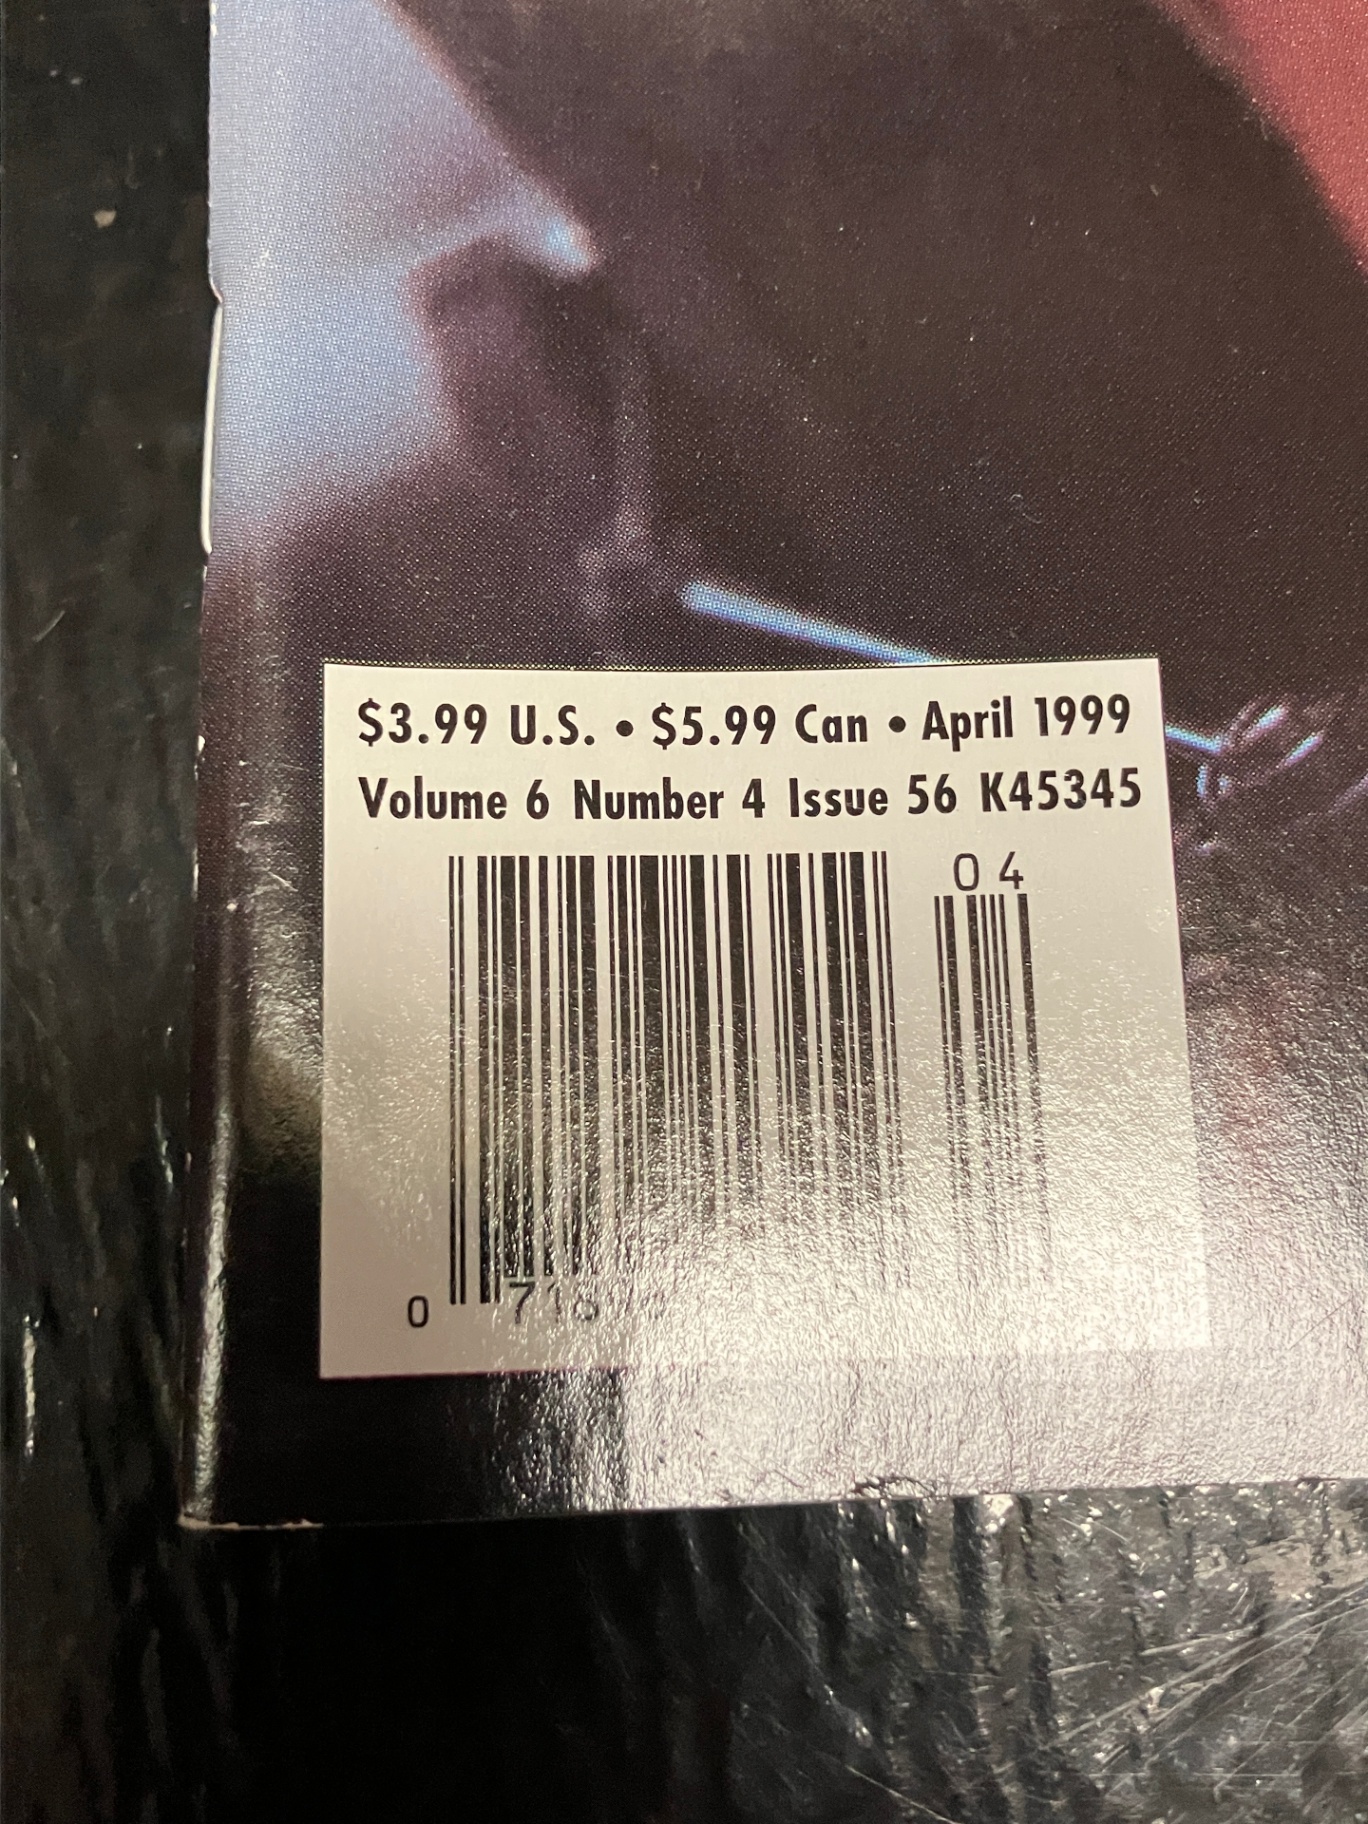 $3.99 U.S. • $5.99 Can • April 1999
Volume 6 Number 4 Issue 56 K45345
04
0